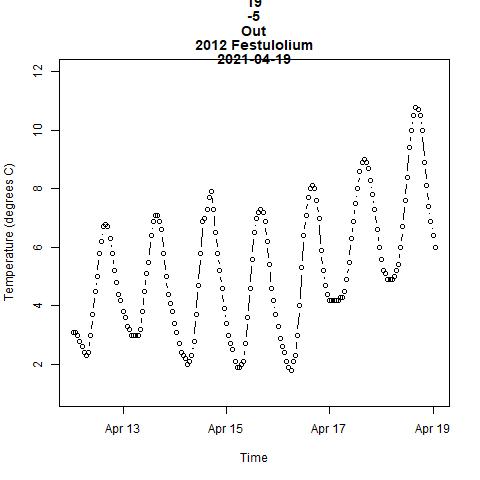 19
-5
Out
2012 Festulolium
2021-04-19
Temperature (degrees C)
12
10
8
6
4
2
Apr 13
Apr 15
Apr 17
Apr 19
Time